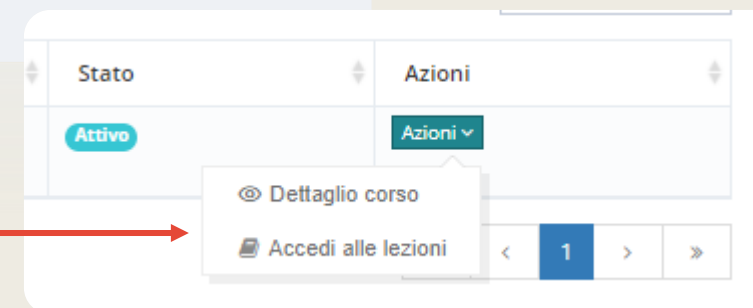 Stato Azioni
Attivo Azioni
Dettaglio corso
Accedi alle lezioni
< 1 > »